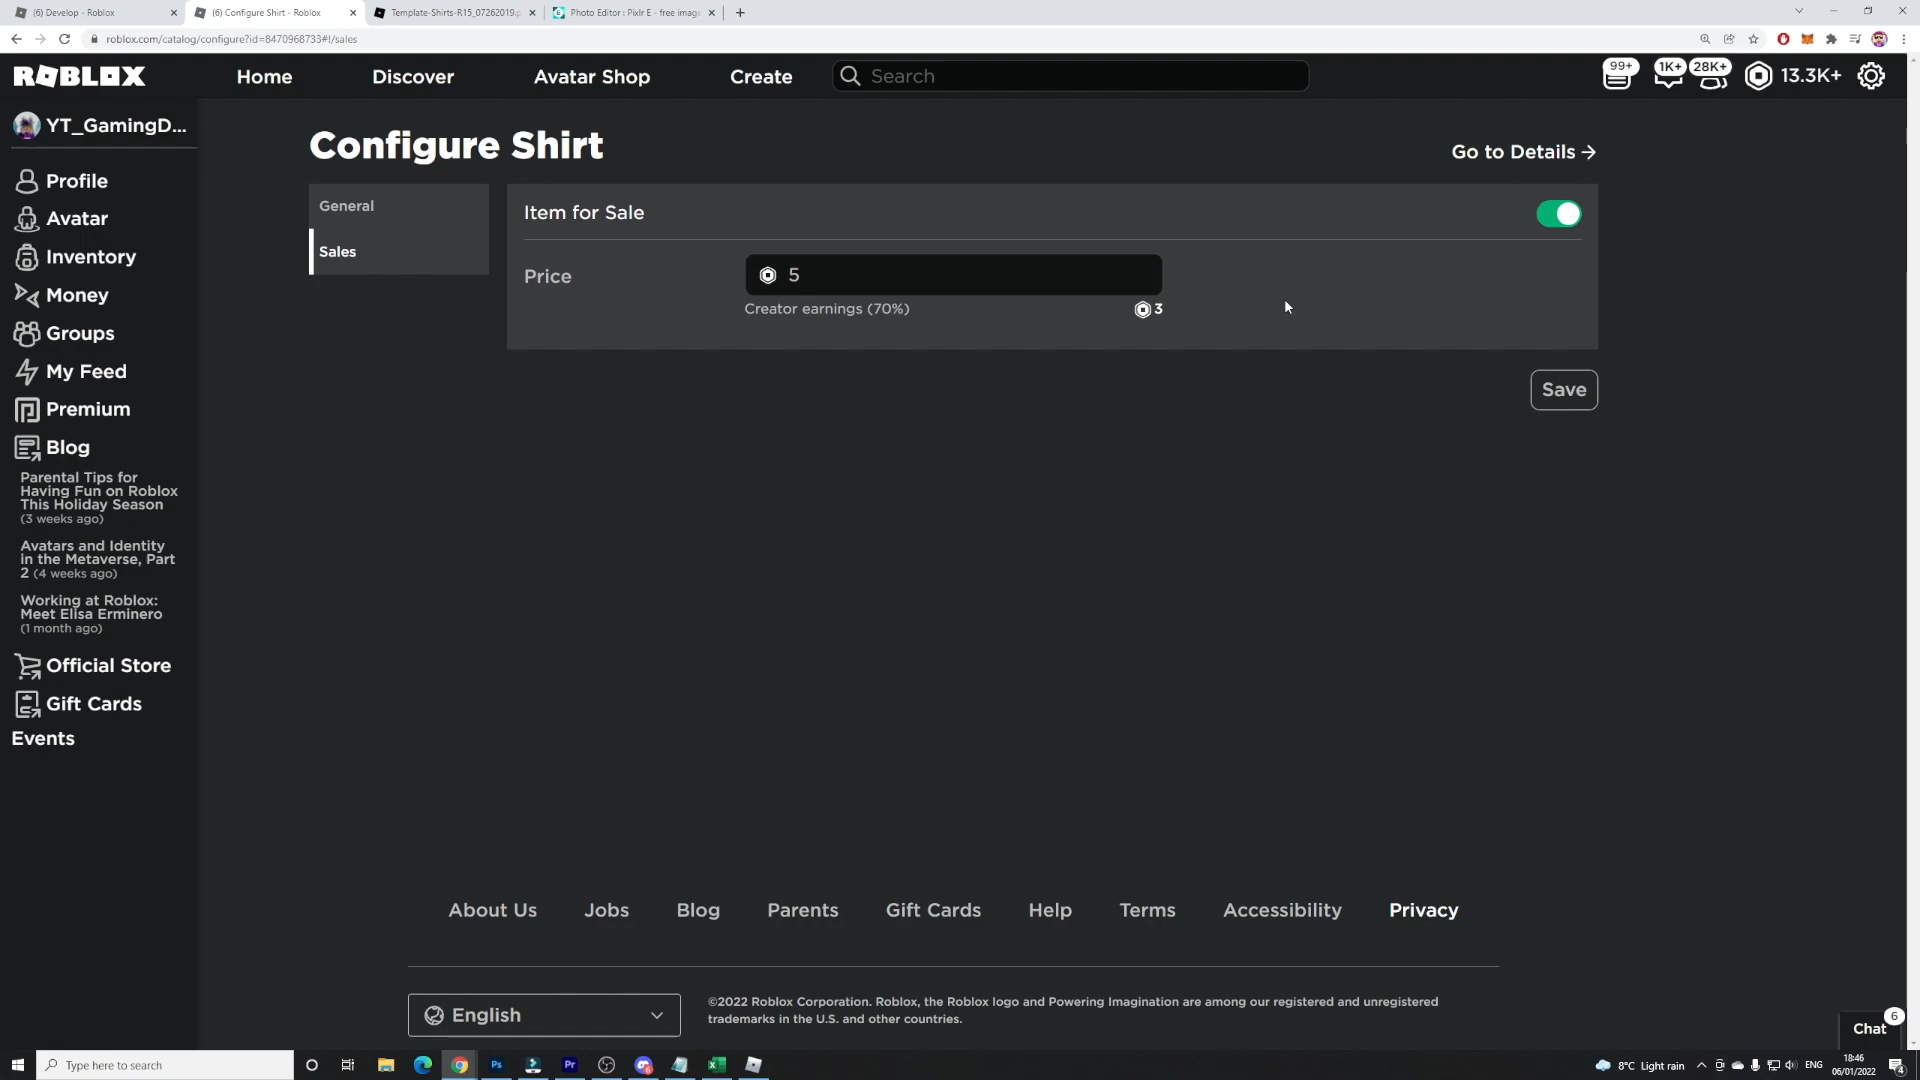 (6) Develop - Roblox
(6) Configure Shirt - Roblox
Template-Shirts-R15_07262019.p
Photo Editor : Pixlr E - free imag
roblox.com/catalog/configure?id=8470968733#!/sales
ROBLOX
Home
Discover
Avatar Shop
Create
Search
99+
1K+
28K+
13.3K+
YT_GamingD...
Profile
Avatar
Inventory
Money
Groups
My Feed
Premium
Blog
Parental Tips for
Having Fun on Roblox
This Holiday Season
(3 weeks ago)
Avatars and Identity
in the Metaverse, Part
2 (4 weeks ago)
Working at Roblox:
Meet Elisa Erminero
(1 month ago)
Official Store
Gift Cards
Events
Configure Shirt
Go to Details
General
Sales
Item for Sale
Price
5
Creator earnings (70%)
3
Save
About Us
Jobs
Blog
Parents
Gift Cards
Help
Terms
Accessibility
Privacy
English
©2022 Roblox Corporation. Roblox, the Roblox logo and Powering Imagination are among our registered and unregistered
trademarks in the U.S. and other countries.
Chat
6
Type here to search
Ps
Pr
8°C Light rain
ENG
18:46
06/01/2022
4